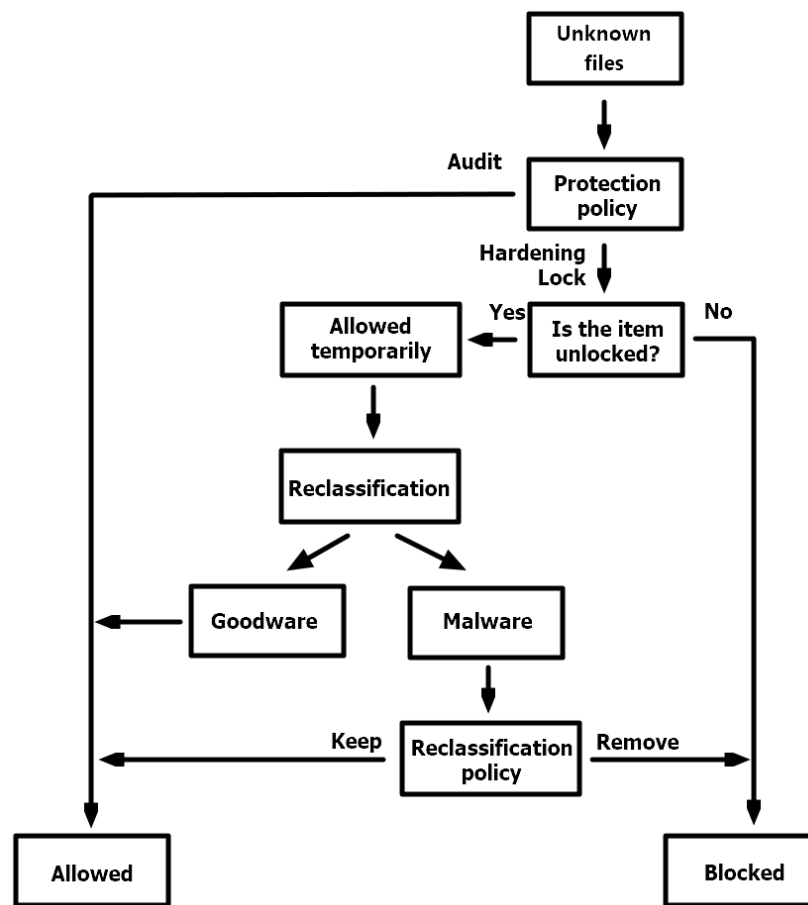 Unknown
files
Audit
Protection
policy
Hardening
Lock
Yes
No
Allowed
temporarily
Is the item
unlocked?
Reclassification
Goodware
Malware
Keep
Reclassification
policy
Remove
Allowed
Blocked